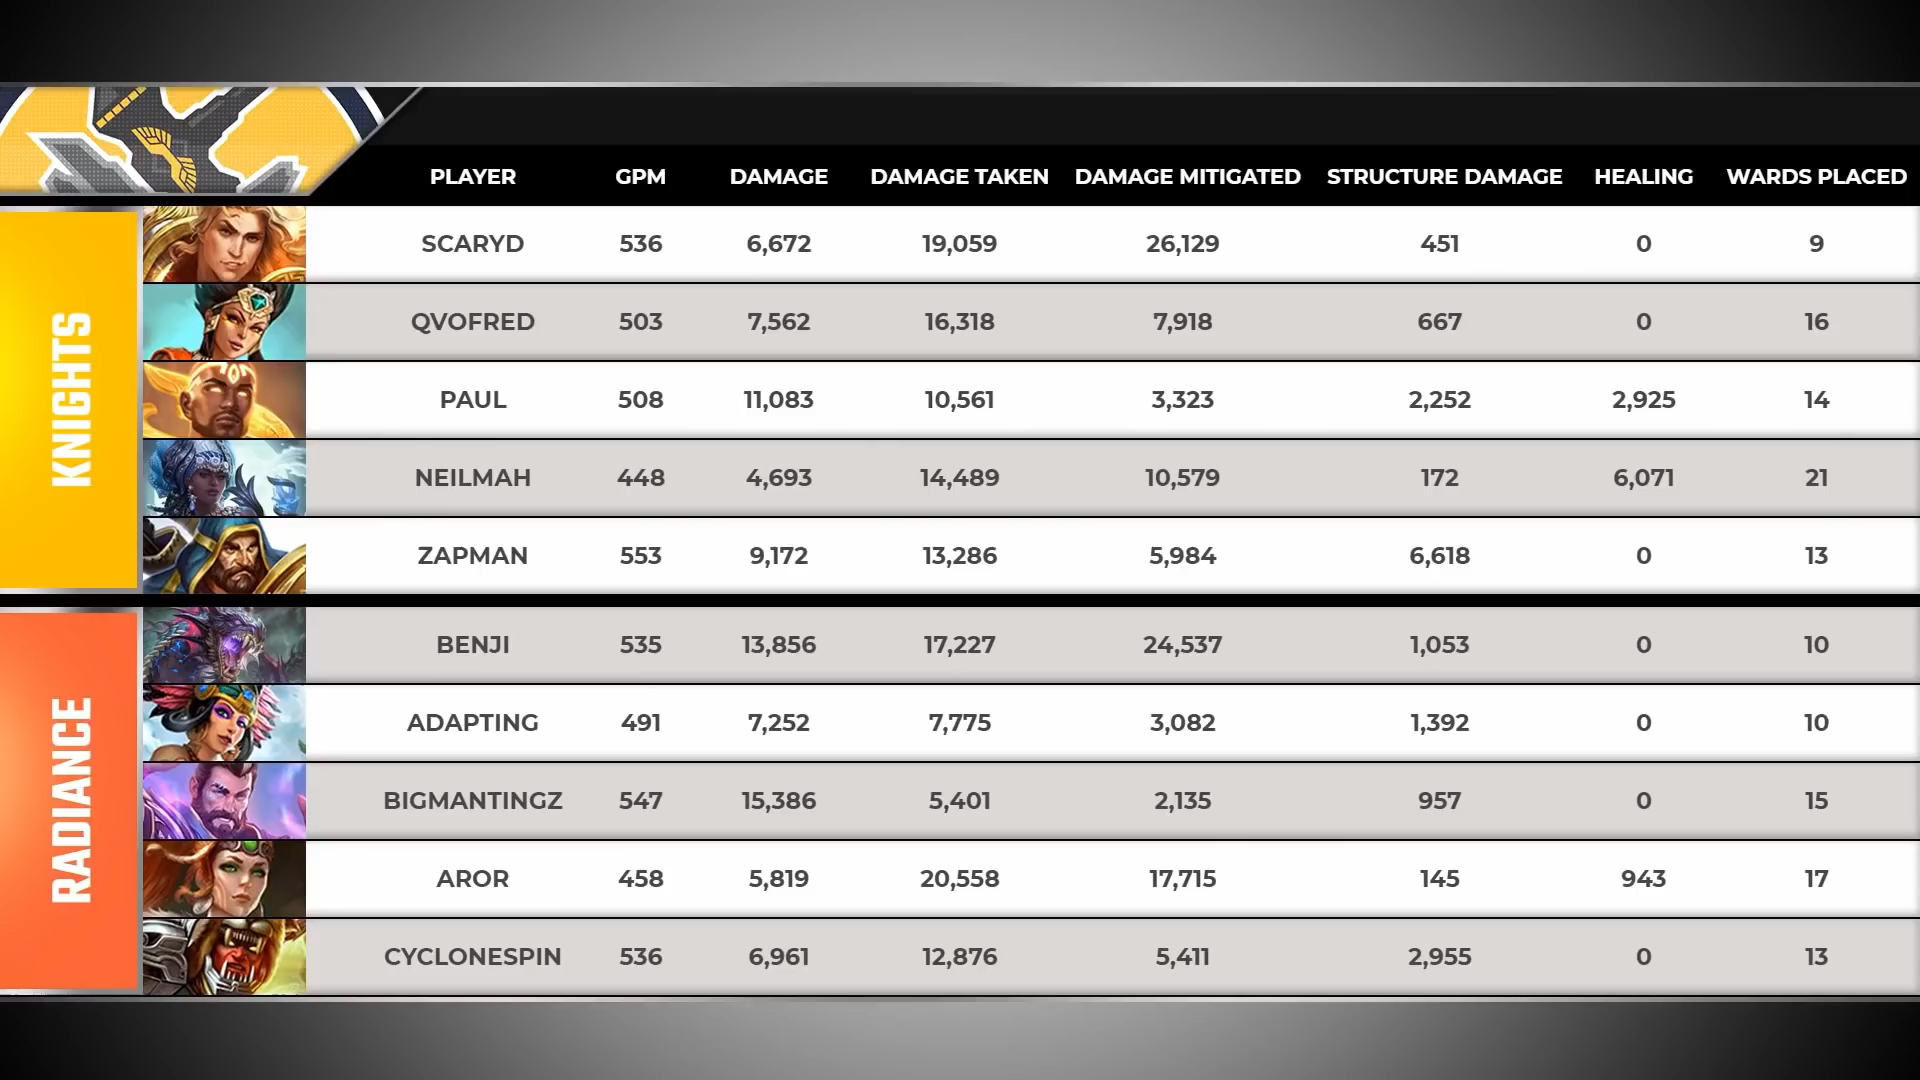 PLAYER GPM DAMAGE DAMAGE TAKEN DAMAGE MITIGATED STRUCTURE DAMAGE HEALING WARDS PLACED
KNIGHTS
SCARYD 536 6,672 19,059 26,129 451 0 9
QVOFRED 503 7,562 16,318 7,918 667 0 16
PAUL 508 11,083 10,561 3,323 2,252 2,925 14
NEILMAH 448 4,693 14,489 10,579 172 6,071 21
ZAPMAN 553 9,172 13,286 5,984 6,618 0 13
RADIANCE
BENJI 535 13,856 17,227 24,537 1,053 0 10
ADAPTING 491 7,252 7,775 3,082 1,392 0 10
BIGMANTINGZ 547 15,386 5,401 2,135 957 0 15
AROR 458 5,819 20,558 17,715 145 943 17
CYCLONESPIN 536 6,961 12,876 5,411 2,955 0 13